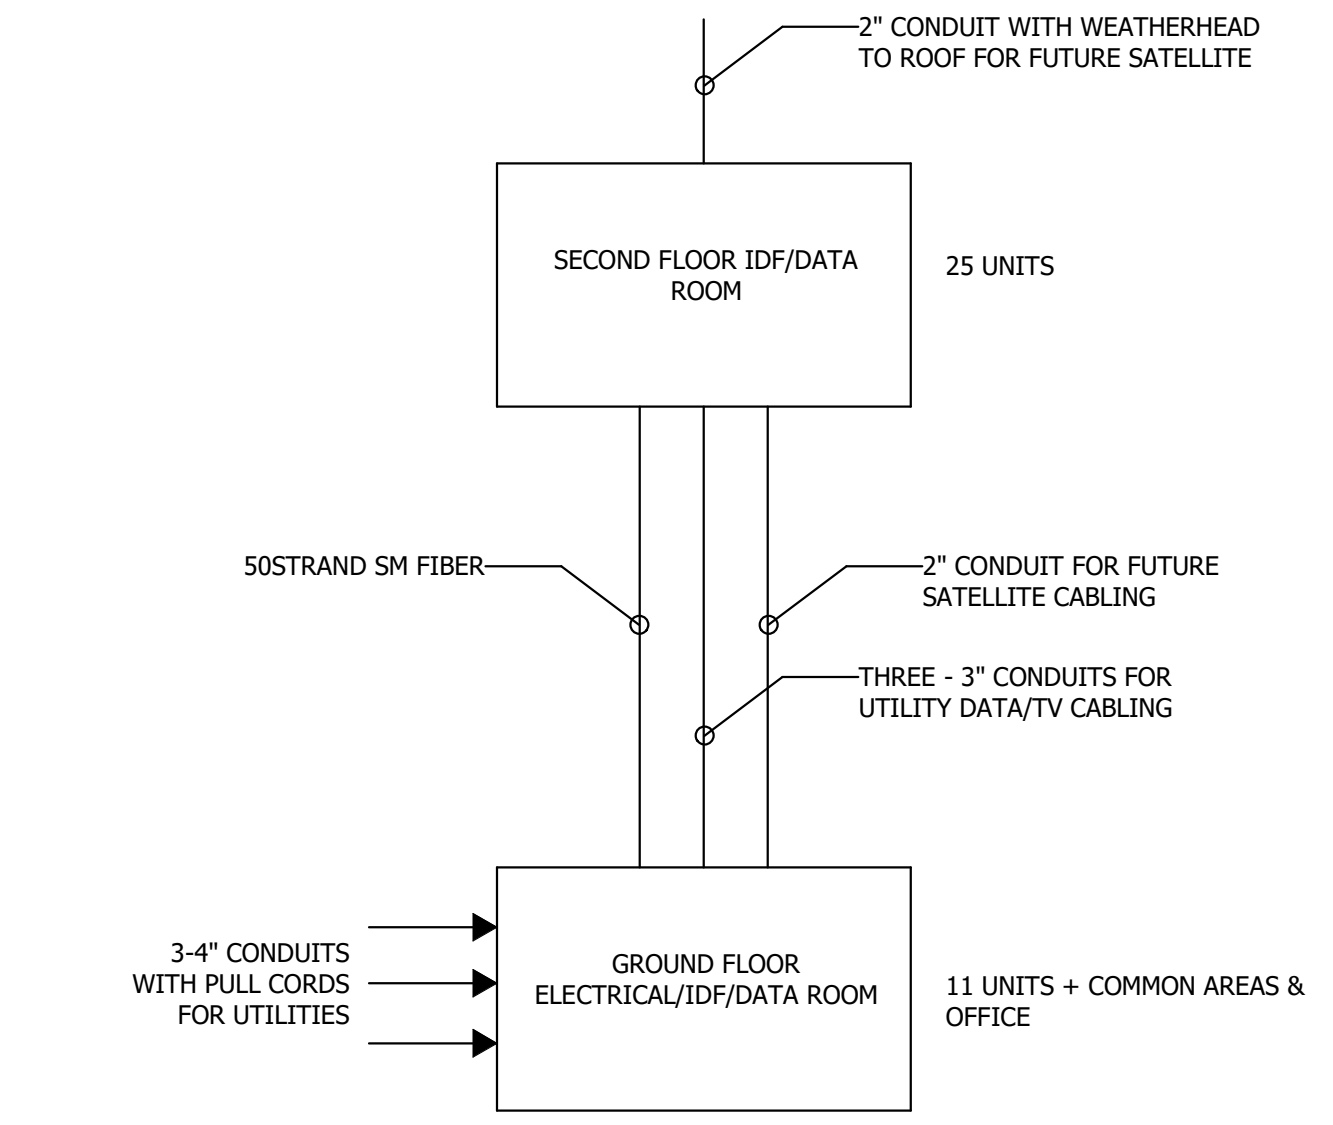 2" CONDUIT WITH WEATHERHEAD
TO ROOF FOR FUTURE SATELLITE
SECOND FLOOR IDF/DATA
ROOM
25 UNITS
50STRAND SM FIBER
2" CONDUIT FOR FUTURE
SATELLITE CABLING
THREE - 3" CONDUITS FOR
UTILITY DATA/TV CABLING
3-4" CONDUITS
WITH PULL CORDS
FOR UTILITIES
GROUND FLOOR
ELECTRICAL/IDF/DATA ROOM
11 UNITS + COMMON AREAS &
OFFICE